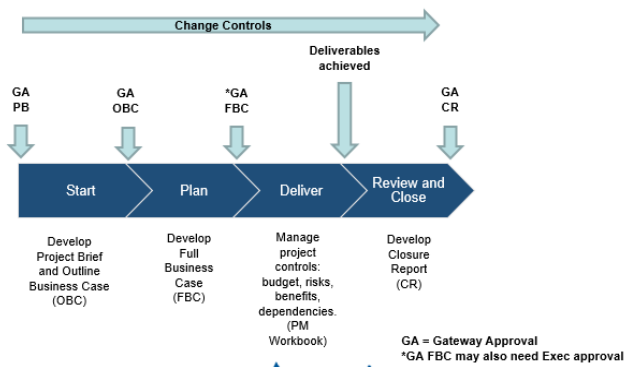 Change Controls
Deliverables
achieved
GA
PB
GA
OBC
*GA
FBC
GA
CR
Start
Plan
Deliver
Review and
Close
Develop
Project Brief
and Outline
Business Case
(OBC)
Develop
Full
Business
Case
(FBC)
Manage
project
controls:
budget, risks,
benefits,
dependencies.
(PM
Workbook)
Develop
Closure
Report
(CR)
GA = Gateway Approval
*GA FBC may also need Exec approval